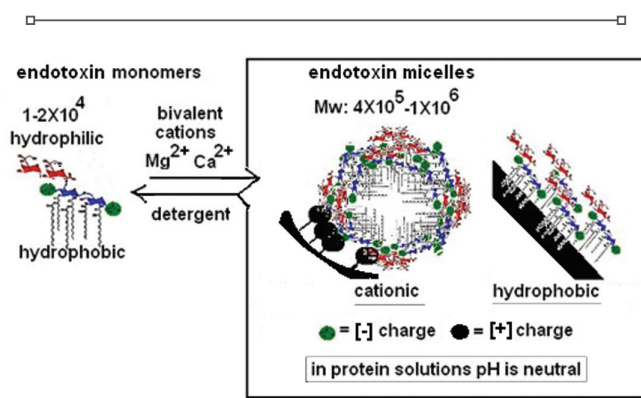 endotoxin monomers
1-2X10^4
hydrophilic
hydrophobic
bivalent
cations
Mg2+ Ca2+
detergent
endotoxin micelles
Mw: 4X10^5-1X10^6
cationic
hydrophobic
= [-] charge
= [+] charge
in protein solutions pH is neutral